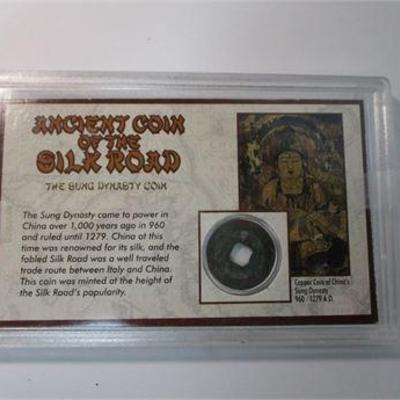 ANCIENT COIN
OF THE
SILK ROAD
THE SUNG DYNASTY COIN
The Sung Dynasty came to power in
China over 1,000 years ago in 960
and ruled until 1279. China at this
time was renowned for its silk, and the
fabled Silk Road was a well traveled
trade route between Italy and China.
This coin was minted at the height of
the Silk Road's popularity.
Copper Coin of China's
Sung Dynasty
960 - 1279 A.D.